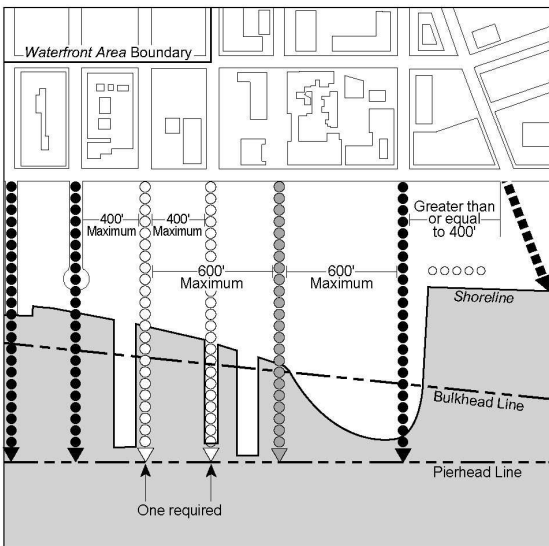 Waterfront Area Boundary
400'
Maximum
400'
Maximum
Greater than
or equal
to 400'
600'
Maximum
600'
Maximum
Shoreline
Bulkhead Line
Pierhead Line
One required